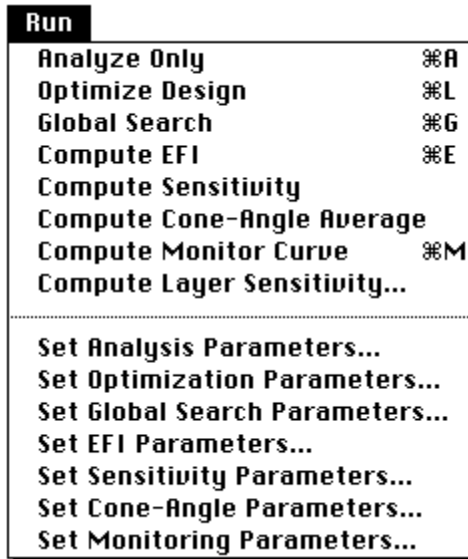 Run
Analyze Only ⌘A
Optimize Design ⌘L
Global Search ⌘G
Compute EFI ⌘E
Compute Sensitivity
Compute Cone-Angle Average
Compute Monitor Curve ⌘M
Compute Layer Sensitivity...
Set Analysis Parameters...
Set Optimization Parameters...
Set Global Search Parameters...
Set EFI Parameters...
Set Sensitivity Parameters...
Set Cone-Angle Parameters...
Set Monitoring Parameters...